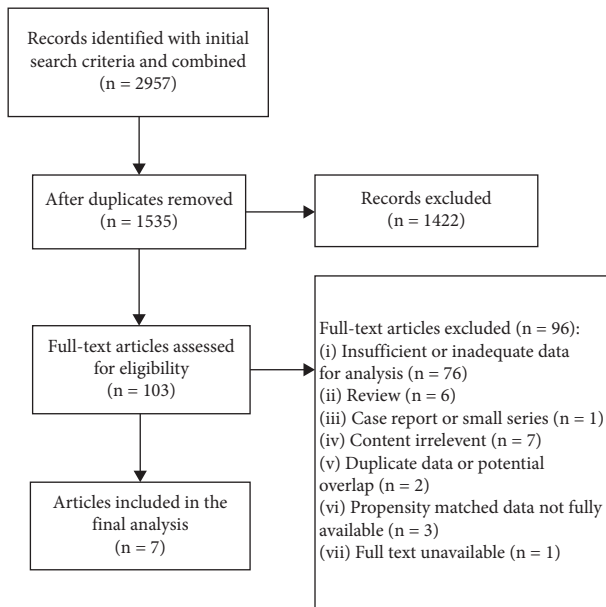 Records identified with initial
search criteria and combined
(n = 2957)
After duplicates removed
(n = 1535)
Records excluded
(n = 1422)
Full-text articles assessed
for eligibility
(n = 103)
Full-text articles excluded (n = 96):
(i) Insufficient or inadequate data
for analysis (n = 76)
(ii) Review (n = 6)
(iii) Case report or small series (n = 1)
(iv) Content irrelevent (n = 7)
(v) Duplicate data or potential
overlap (n = 2)
(vi) Propensity matched data not fully
available (n = 3)
(vii) Full text unavailable (n = 1)
Articles included in the
final analysis
(n = 7)